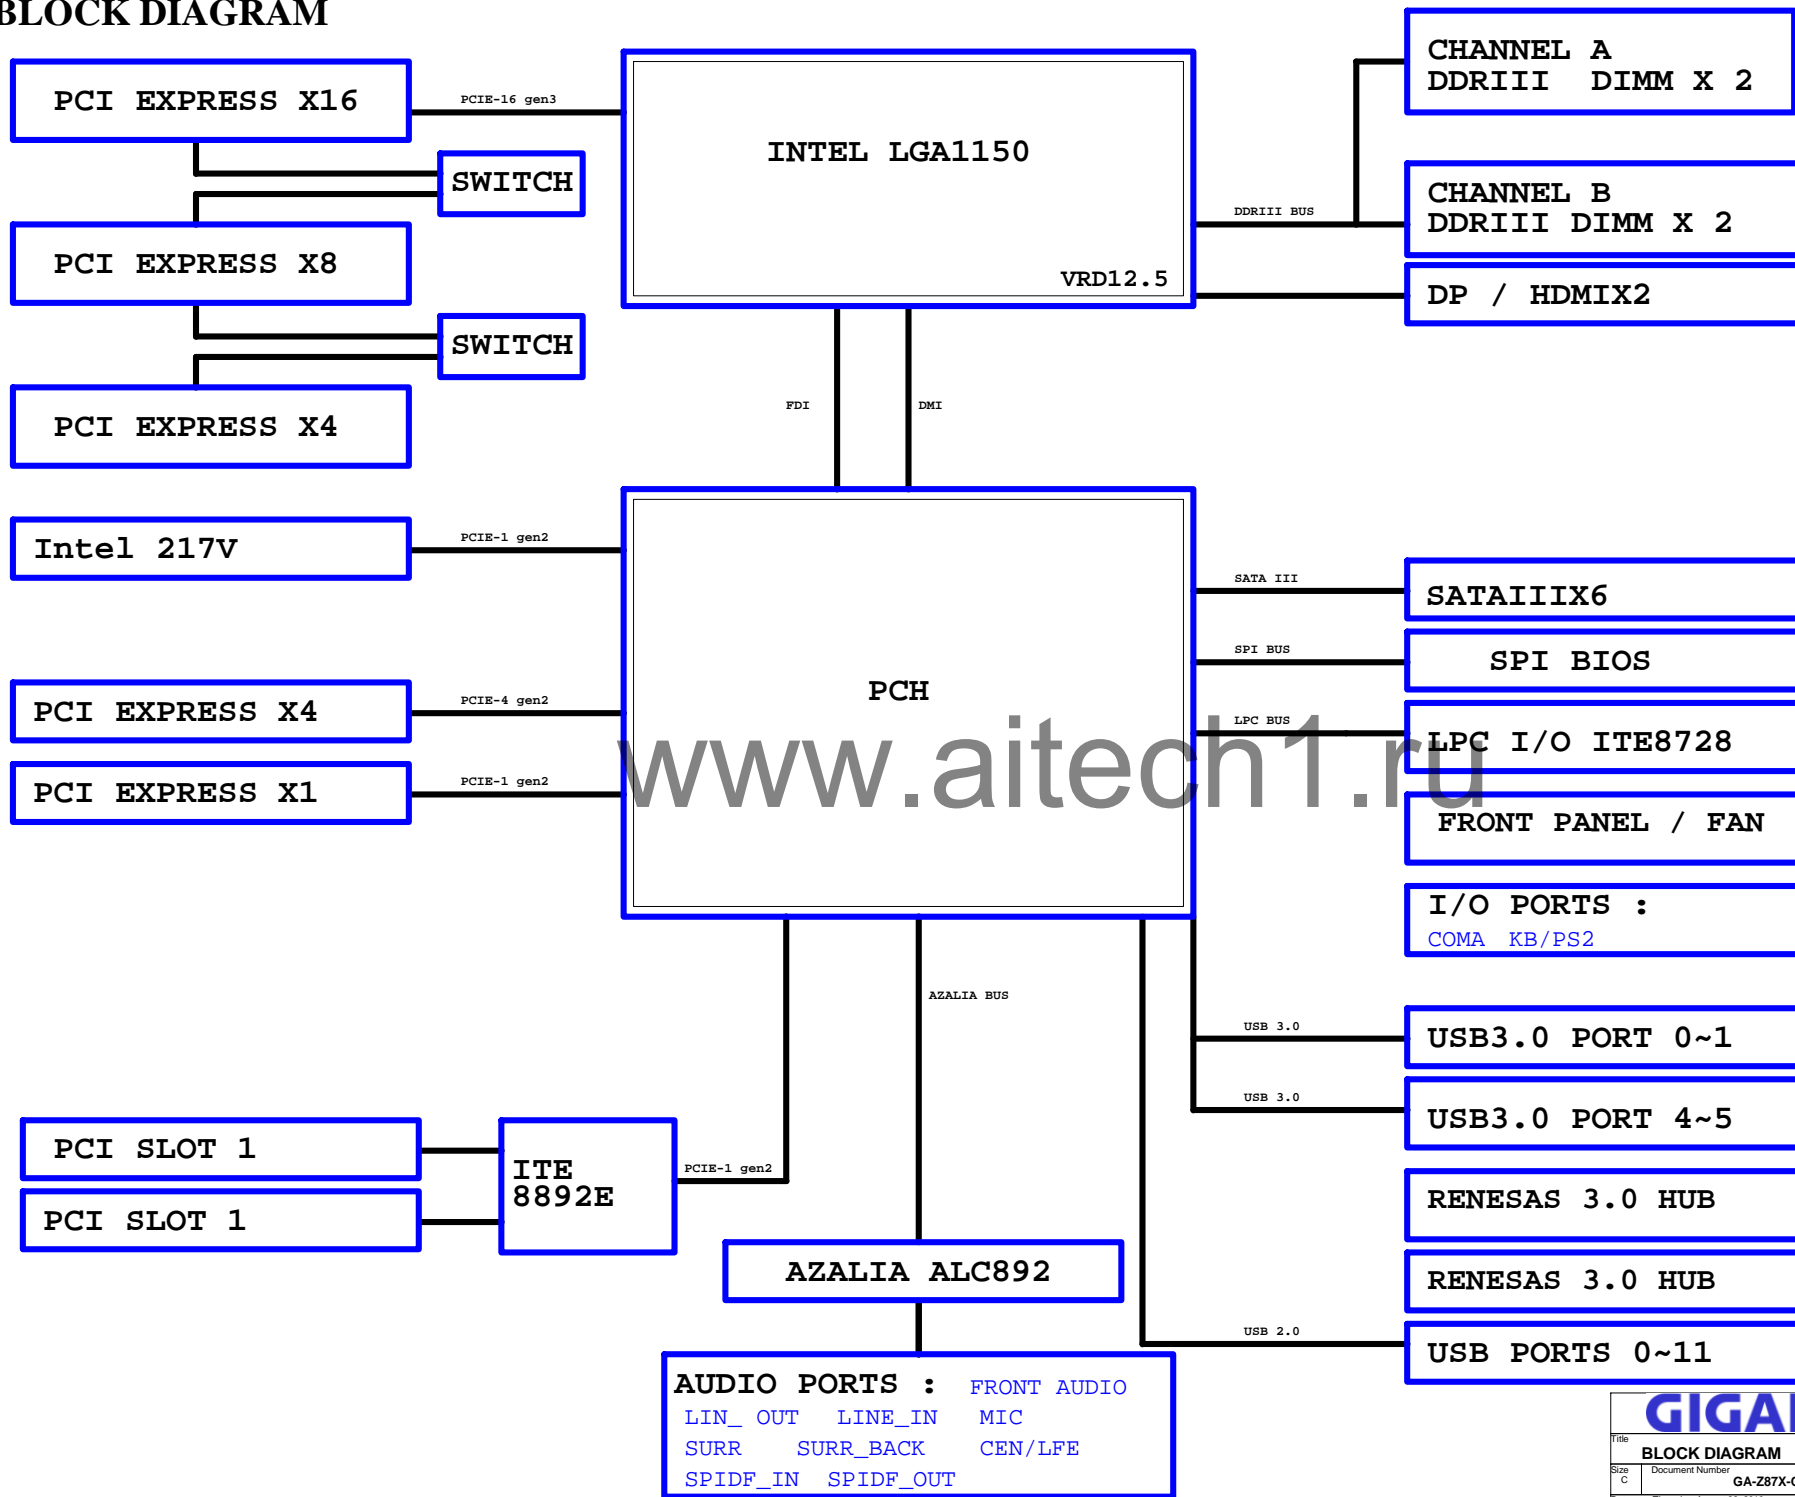 BLOCK DIAGRAM
PCI EXPRESS X16
PCIE-16 gen3
SWITCH
PCI EXPRESS X8
SWITCH
PCI EXPRESS X4
INTEL LGA1150
VRD12.5
DDRIII BUS
CHANNEL A
DDRIII DIMM X 2
CHANNEL B
DDRIII DIMM X 2
DP / HDMIX2
FDI
DMI
Intel 217V
PCIE-1 gen2
PCI EXPRESS X4
PCIE-4 gen2
PCI EXPRESS X1
PCIE-1 gen2
PCH
www.aitech1.ru
SATA III
SATAIIIX6
SPI BUS
SPI BIOS
LPC BUS
LPC I/O ITE8728
FRONT PANEL / FAN
I/O PORTS :
COMA KB/PS2
AZALIA BUS
USB 3.0
USB3.0 PORT 0~1
USB 3.0
USB3.0 PORT 4~5
RENESAS 3.0 HUB
RENESAS 3.0 HUB
USB 2.0
USB PORTS 0~11
PCI SLOT 1
PCI SLOT 1
ITE
8892E
PCIE-1 gen2
AZALIA ALC892
AUDIO PORTS : FRONT AUDIO
LIN_ OUT LINE_IN MIC
SURR SURR_BACK CEN/LFE
SPIDF_IN SPIDF_OUT
Title
BLOCK DIAGRAM
Size
C
Document Number